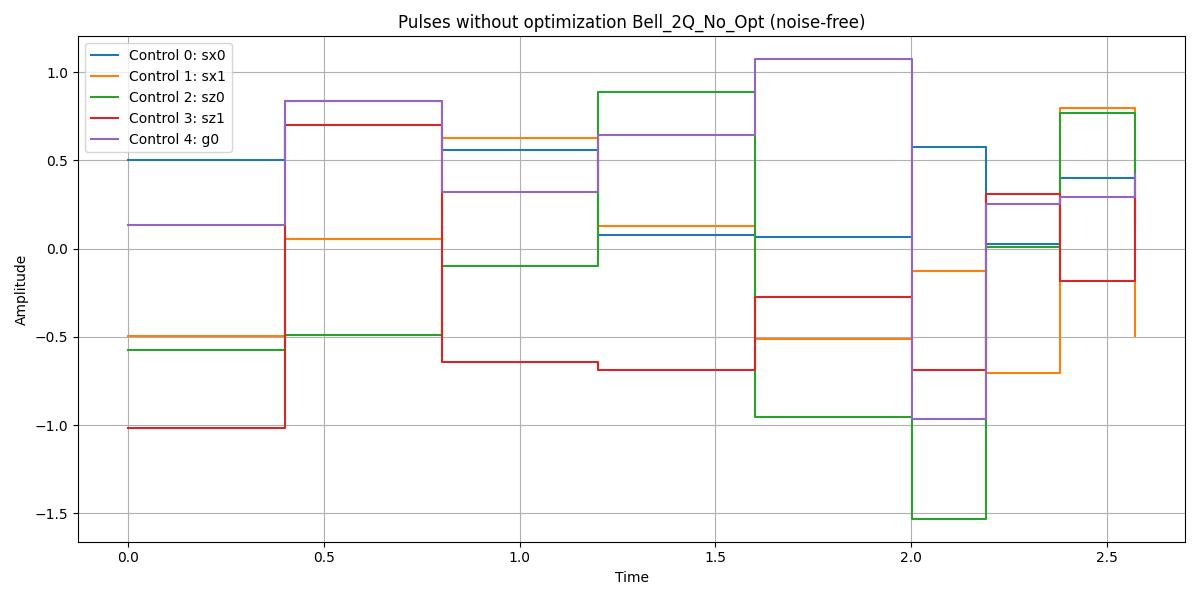 Pulses without optimization Bell_2Q_No_Opt (noise-free)
Control 0: sx0
Control 1: sx1
Control 2: sz0
Control 3: sz1
Control 4: g0
Amplitude
1.0
0.5
0.0
−0.5
−1.0
−1.5
0.0 0.5 1.0 1.5 2.0 2.5
Time